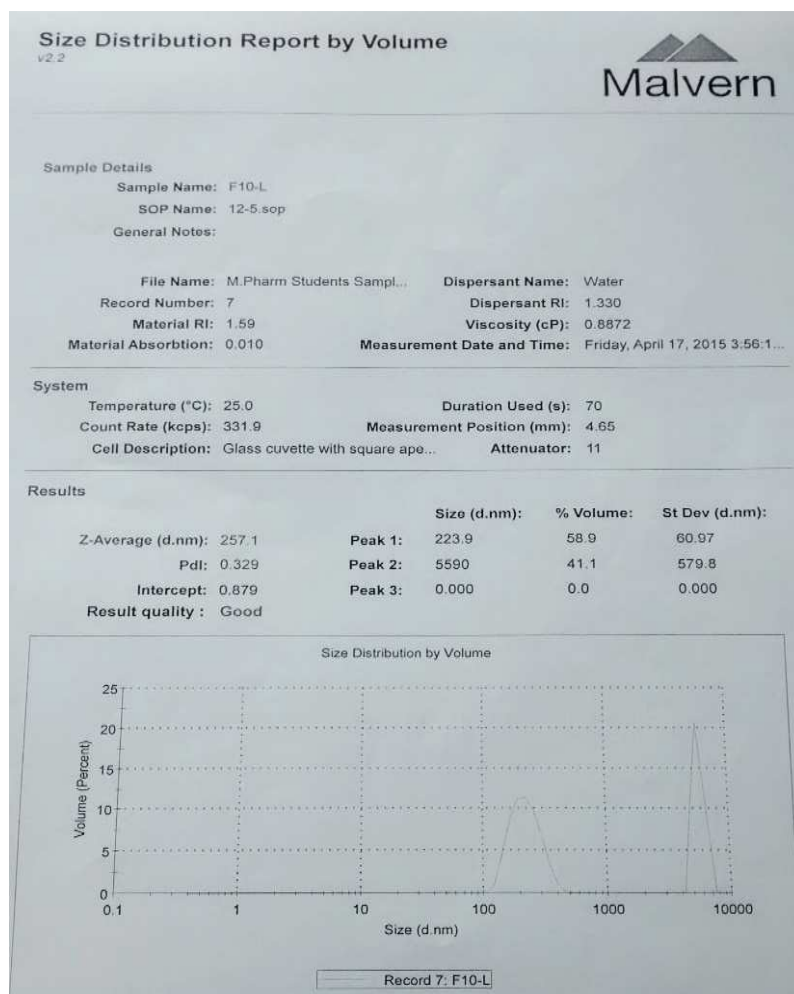 Size Distribution Report by Volume
v2.2
Malvern
Sample Details
Sample Name: F10-L
SOP Name: 12-5.sop
General Notes:
File Name: M.Pharm Students Sampl... Dispersant Name: Water
Record Number: 7 Dispersant RI: 1.330
Material RI: 1.59 Viscosity (cP): 0.8872
Material Absorbtion: 0.010 Measurement Date and Time: Friday, April 17, 2015 3:56:1...
System
Temperature (°C): 25.0 Duration Used (s): 70
Count Rate (kcps): 331.9 Measurement Position (mm): 4.65
Cell Description: Glass cuvette with square ape... Attenuator: 11
Results
Size (d.nm): % Volume: St Dev (d.nm):
Z-Average (d.nm): 257.1 Peak 1: 223.9 58.9 60.97
PdI: 0.329 Peak 2: 5590 41.1 579.8
Intercept: 0.879 Peak 3: 0.000 0.0 0.000
Result quality : Good
Size Distribution by Volume
25
20
15
10
5
0
Volume (Percent)
0.1 1 10 100 1000 10000
Size (d.nm)
Record 7: F10-L